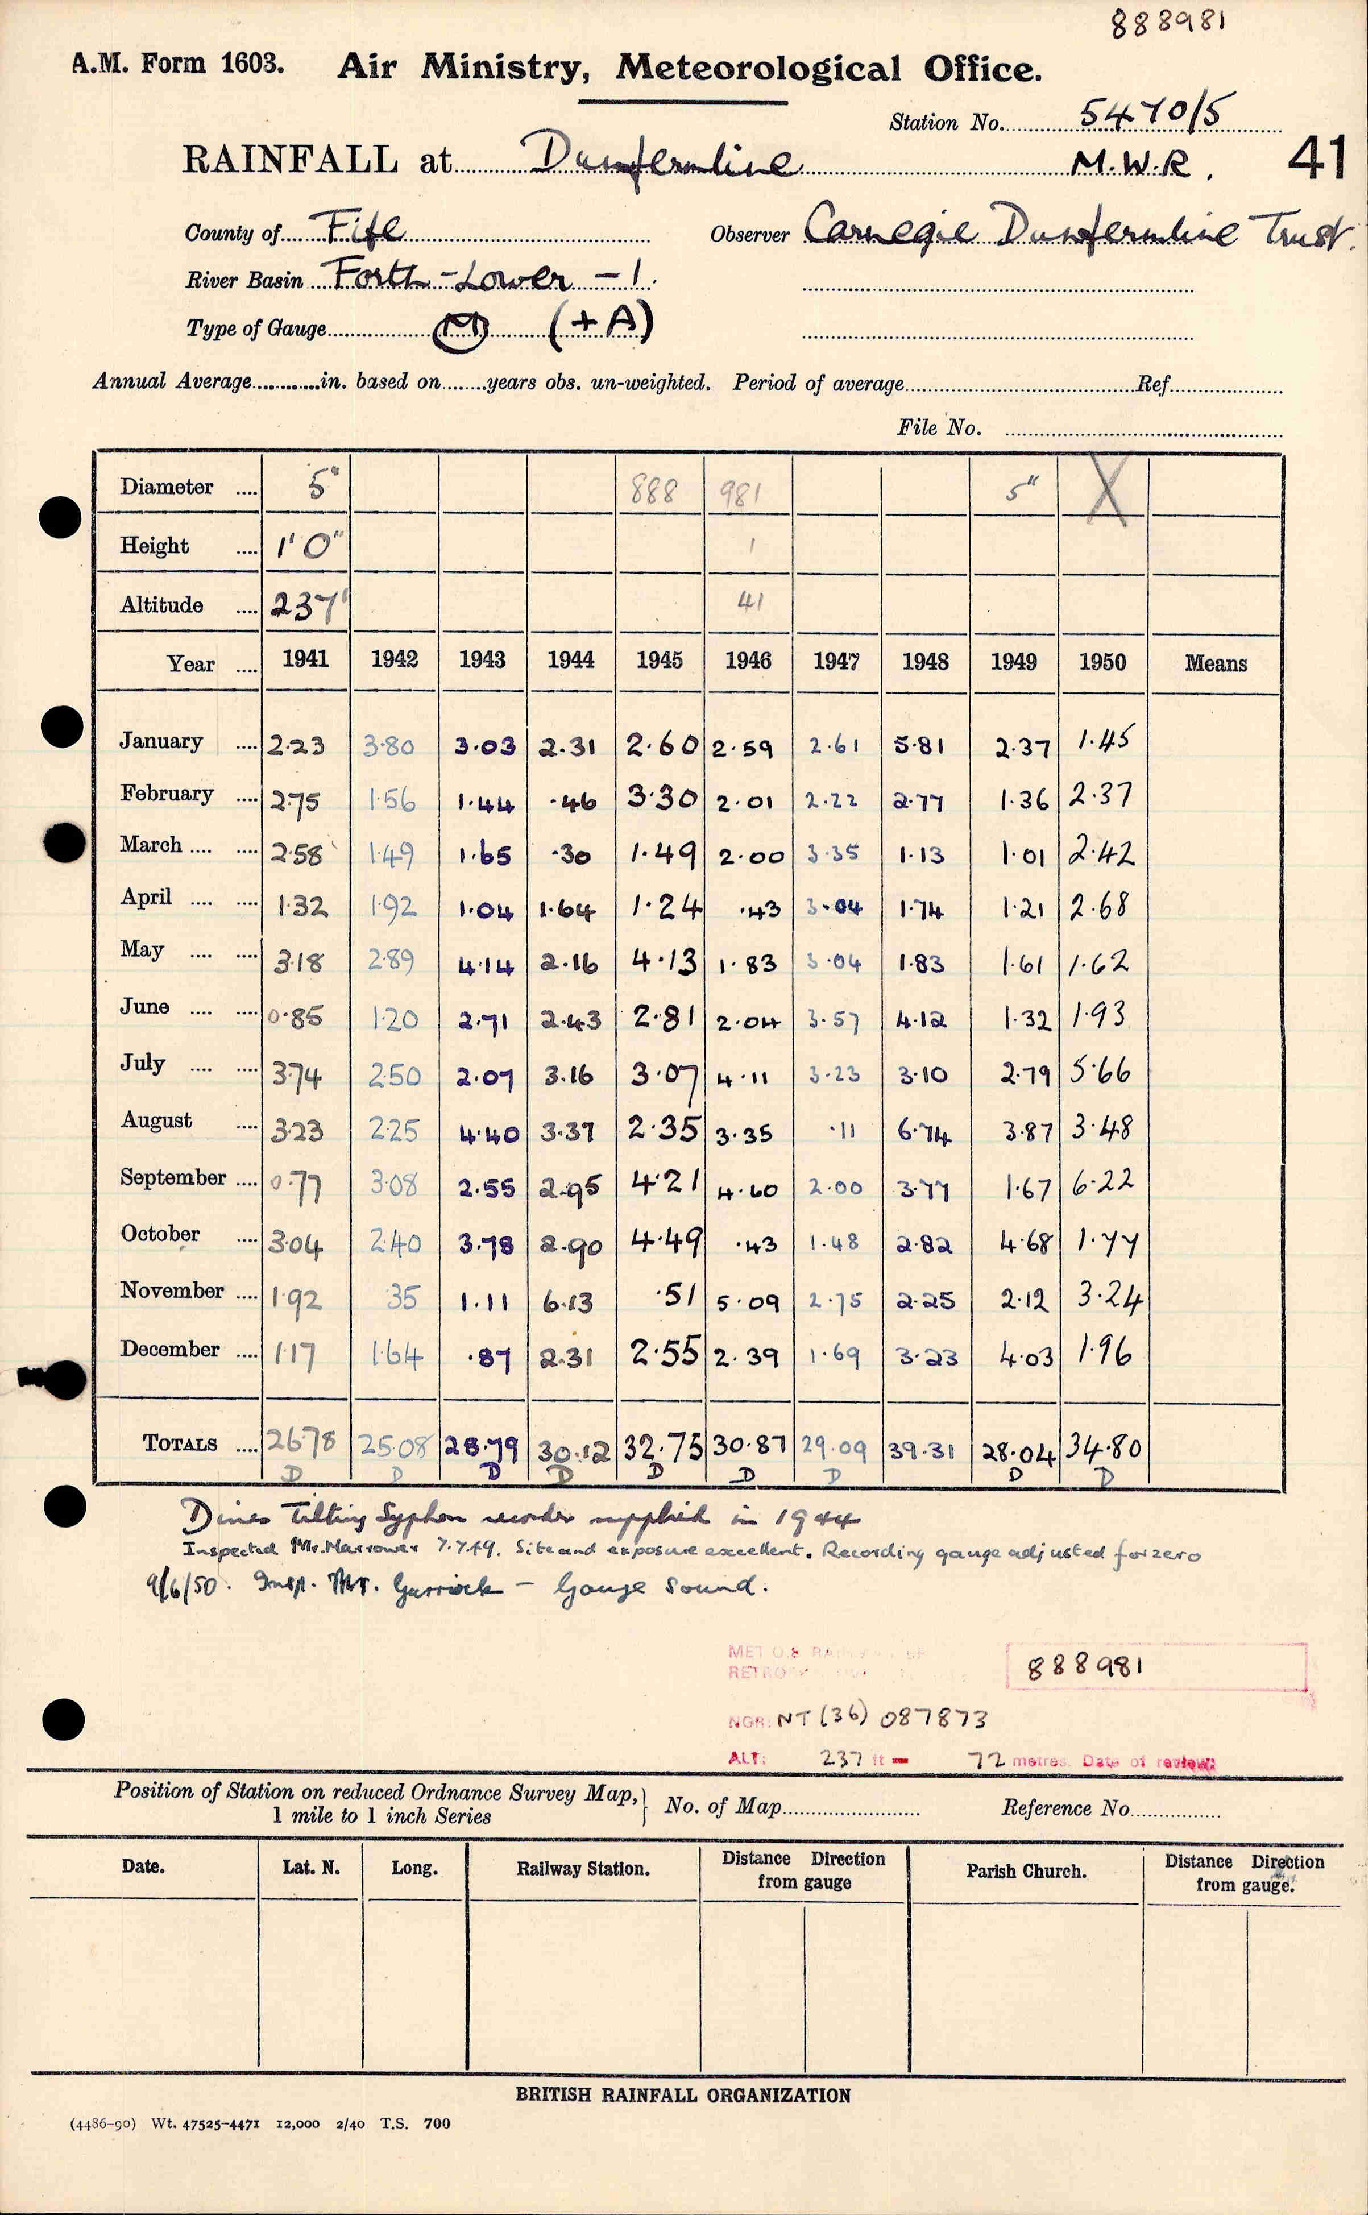 888981
A.M. Form 1603. Air Ministry, Meteorological Office.
Station No. 5470/5
RAINFALL at Dunfermline M.W.R. 41
County of Fife Observer Carnegie Dunfermline Trust.
River Basin Forth - Lower - 1.
Type of Gauge M (+A)
Annual Average in. based on years obs. un-weighted. Period of average Ref.
File No.
Diameter 5" 888 981 5" X
Height 1'0" 1
Altitude 237' 41
Year 1941 1942 1943 1944 1945 1946 1947 1948 1949 1950 Means
January 2.23 3.80 3.03 2.31 2.60 2.59 2.61 5.81 2.37 1.45
February 2.75 1.56 1.44 .46 3.30 2.01 2.22 2.77 1.36 2.37
March 2.58 1.49 1.65 .30 1.49 2.00 3.35 1.13 1.01 2.42
April 1.32 1.92 1.04 1.64 1.24 .43 3.04 1.74 1.21 2.68
May 3.18 2.89 4.14 2.16 4.13 1.83 3.04 1.83 1.61 1.62
June 0.85 1.20 2.71 2.43 2.81 2.04 3.57 4.12 1.32 1.93
July 3.74 2.50 2.07 3.16 3.07 4.11 3.23 3.10 2.79 5.66
August 3.23 2.25 4.40 3.37 2.35 3.35 .11 6.74 3.87 3.48
September 0.77 3.08 2.55 2.95 4.21 4.60 2.00 3.77 1.67 6.22
October 3.04 2.40 3.78 2.90 4.49 .43 1.48 2.82 4.68 1.77
November 1.92 35 1.11 6.13 .51 5.09 2.75 2.25 2.12 3.24
December 1.17 1.64 .87 2.31 2.55 2.39 1.69 3.23 4.03 1.96
TOTALS 26.78 25.08 28.79 30.12 32.75 30.87 29.09 39.31 28.04 34.80
D D D D D D D D D
Dines Tilting Syphon recorder supplied in 1944
Inspected Mr. Marrower 7.7.49. Site and exposure excellent. Recording gauge adjusted for zero
9/6/50. Insp. Mr. Garrick - Gauge sound.
MET O.8
888981
NGR: NT (36) 087873
ALT: 237 ft = 72 metres. Date of review:
Position of Station on reduced Ordnance Survey Map, 1 mile to 1 inch Series No. of Map Reference No.
Date. Lat. N. Long. Railway Station. Distance Direction from gauge Parish Church. Distance Direction from gauge.
BRITISH RAINFALL ORGANIZATION
(4486-90) Wt. 47525-4471 12,000 2/40 T.S. 700